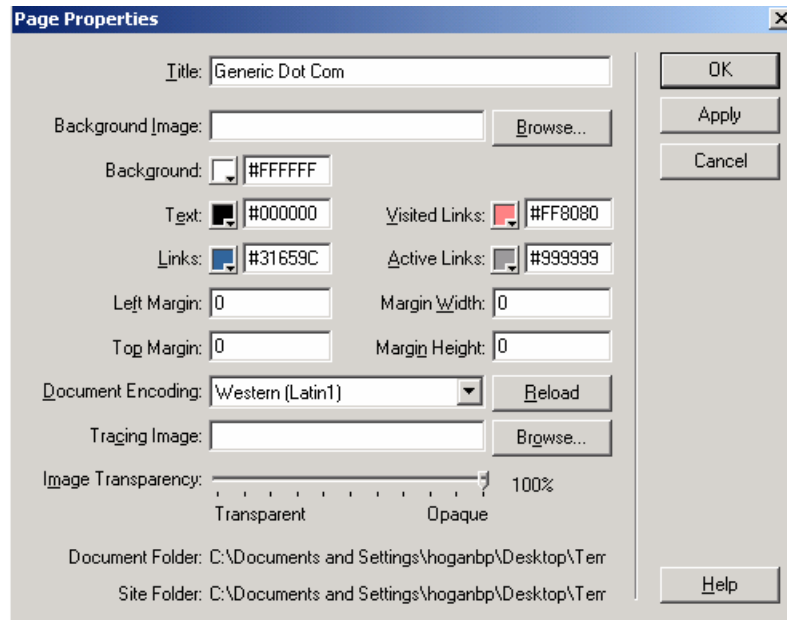 Page Properties
Title: Generic Dot Com
OK
Background Image: Browse...
Apply
Background: #FFFFFF
Cancel
Text: #000000 Visited Links: #FF8080
Links: #31659C Active Links: #999999
Left Margin: 0 Margin Width: 0
Top Margin: 0 Margin Height: 0
Document Encoding: Western (Latin1) Reload
Tracing Image: Browse...
Image Transparency: 100%
Transparent Opaque
Document Folder: C:\Documents and Settings\hoganbp\Desktop\Terr
Site Folder: C:\Documents and Settings\hoganbp\Desktop\Terr
Help